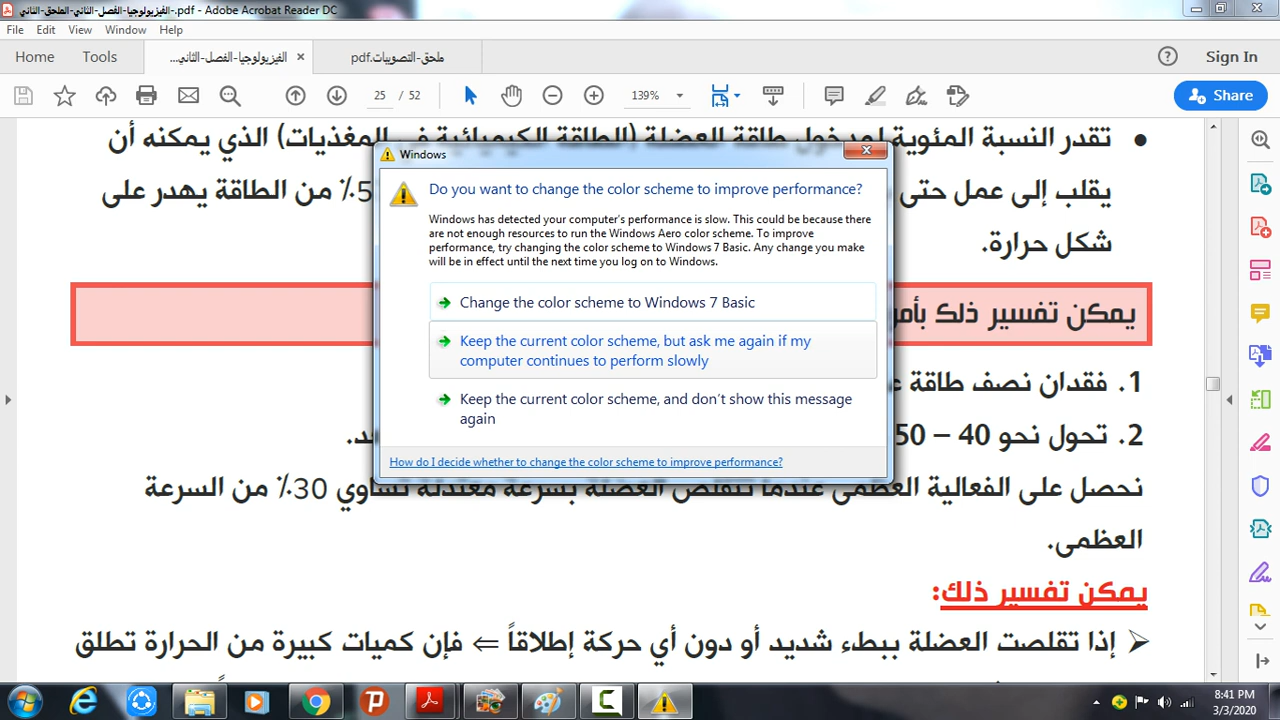 الفيزيولوجيا-الفصل-الثاني-الملحق-الثاني-.pdf - Adobe Acrobat Reader DC
File Edit View Window Help
Home Tools الفيزيولوجيا-الفصل-الثاني... ملحق-التصويبات.pdf Sign In
25 / 52 139% Share
تقدر النسبة المئوية لمدخول طاقة العضلة (الطاقة الكيميائية في المغذيات) الذي يمكنه أن
يقلب إلى عمل حتى من الطاقة يهدر على
شكل حرارة.
يمكن تفسير ذلك
1. فقدان نصف طاقة
2. تحول نحو 40 – 50
نحصل على الفعالية العظمى عندما تتقلص العضلة بسرعة معتدلة تساوي 30٪ من السرعة
العظمى.
يمكن تفسير ذلك:
إذا تقلصت العضلة ببطء شديد أو دون أي حركة إطلاقاً ⇐ فإن كميات كبيرة من الحرارة تطلق
Windows
Do you want to change the color scheme to improve performance?
Windows has detected your computer's performance is slow. This could be because there
are not enough resources to run the Windows Aero color scheme. To improve
performance, try changing the color scheme to Windows 7 Basic. Any change you make
will be in effect until the next time you log on to Windows.
Change the color scheme to Windows 7 Basic
Keep the current color scheme, but ask me again if my
computer continues to perform slowly
Keep the current color scheme, and don't show this message
again
How do I decide whether to change the color scheme to improve performance?
8:41 PM
3/3/2020